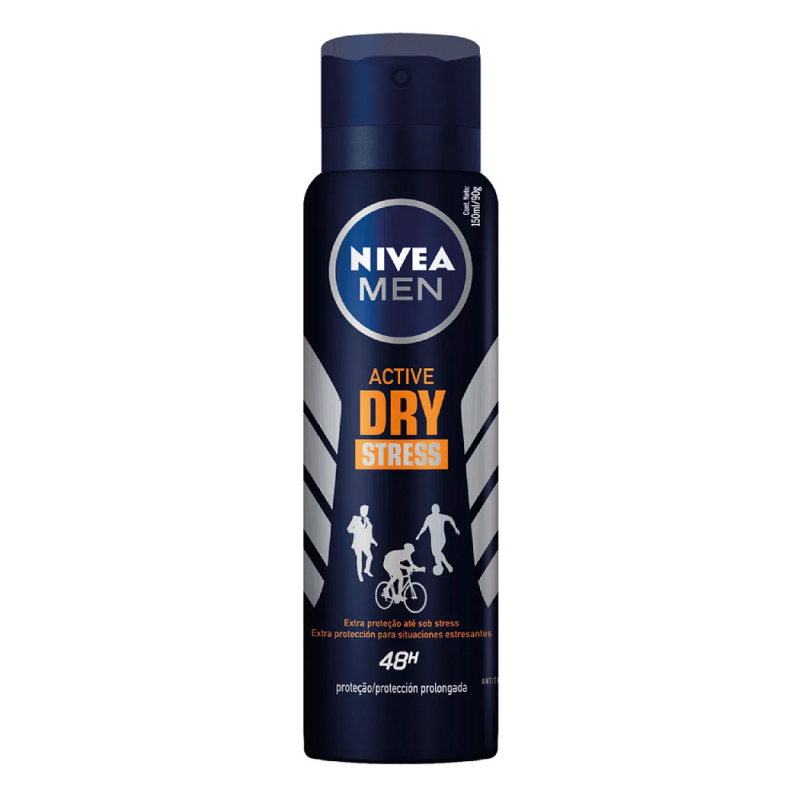 Cont. Neto:
150ml/90g
NIVEA
MEN
ACTIVE
DRY
STRESS
Extra proteção até sob stress
Extra protección para situaciones estresantes
48H
proteção/protección prolongada